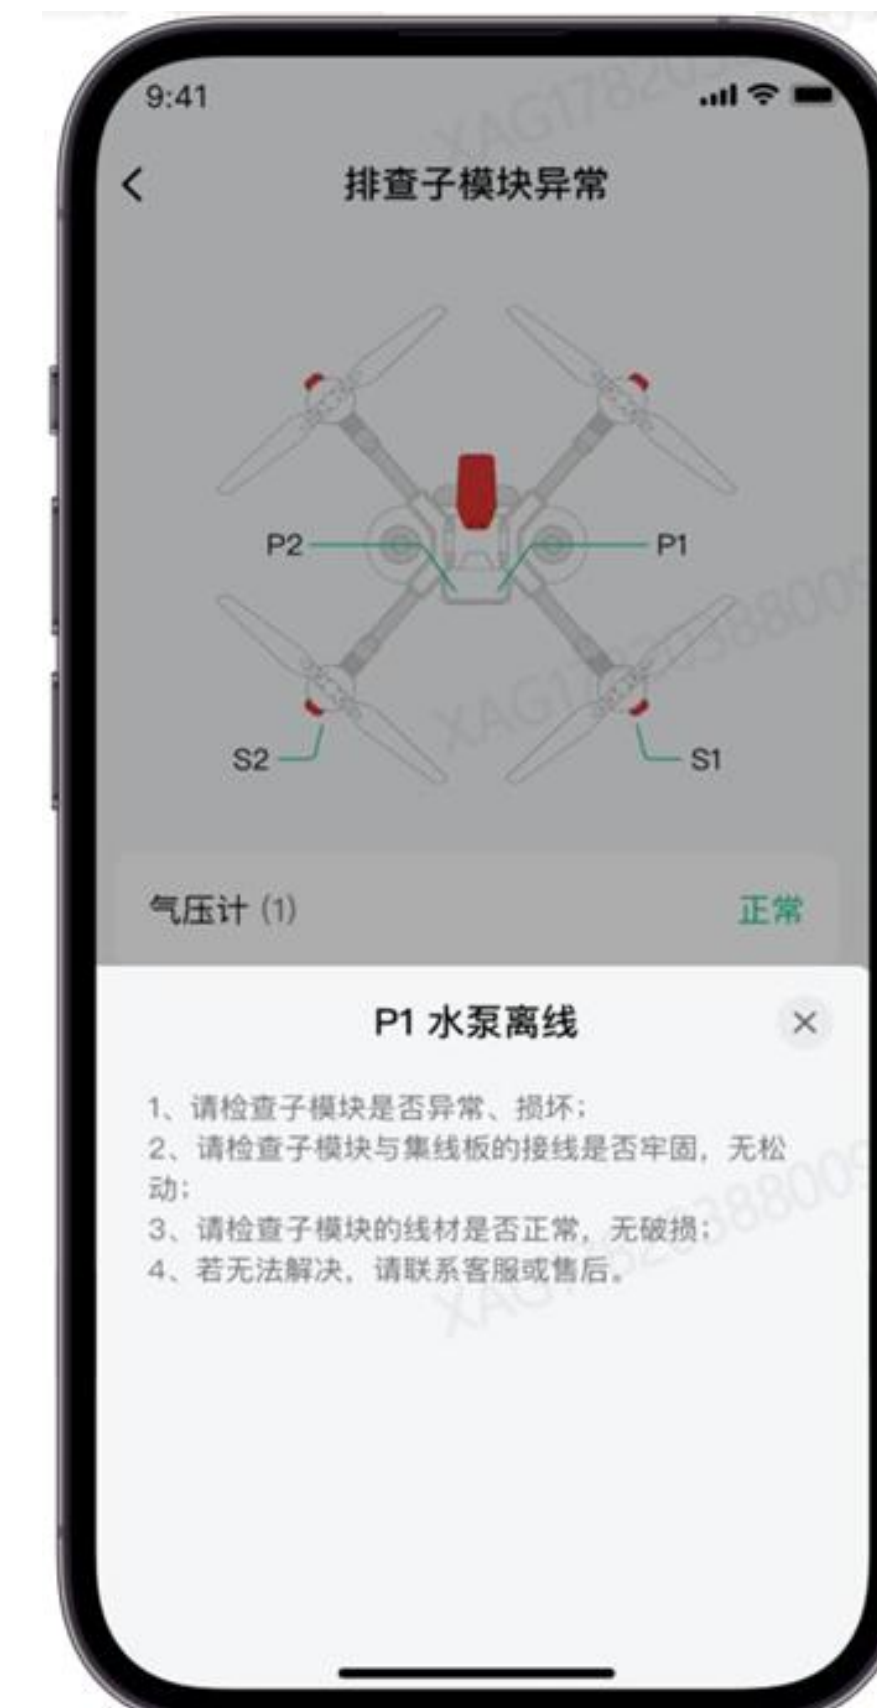 9:41
排查子模块异常
P2
P1
S2
S1
气压计 (1)
正常
P1 水泵离线
1、请检查子模块是否异常、损坏；
2、请检查子模块与集线板的接线是否牢固，无松
动；
3、请检查子模块的线材是否正常，无破损；
4、若无法解决，请联系客服或售后。